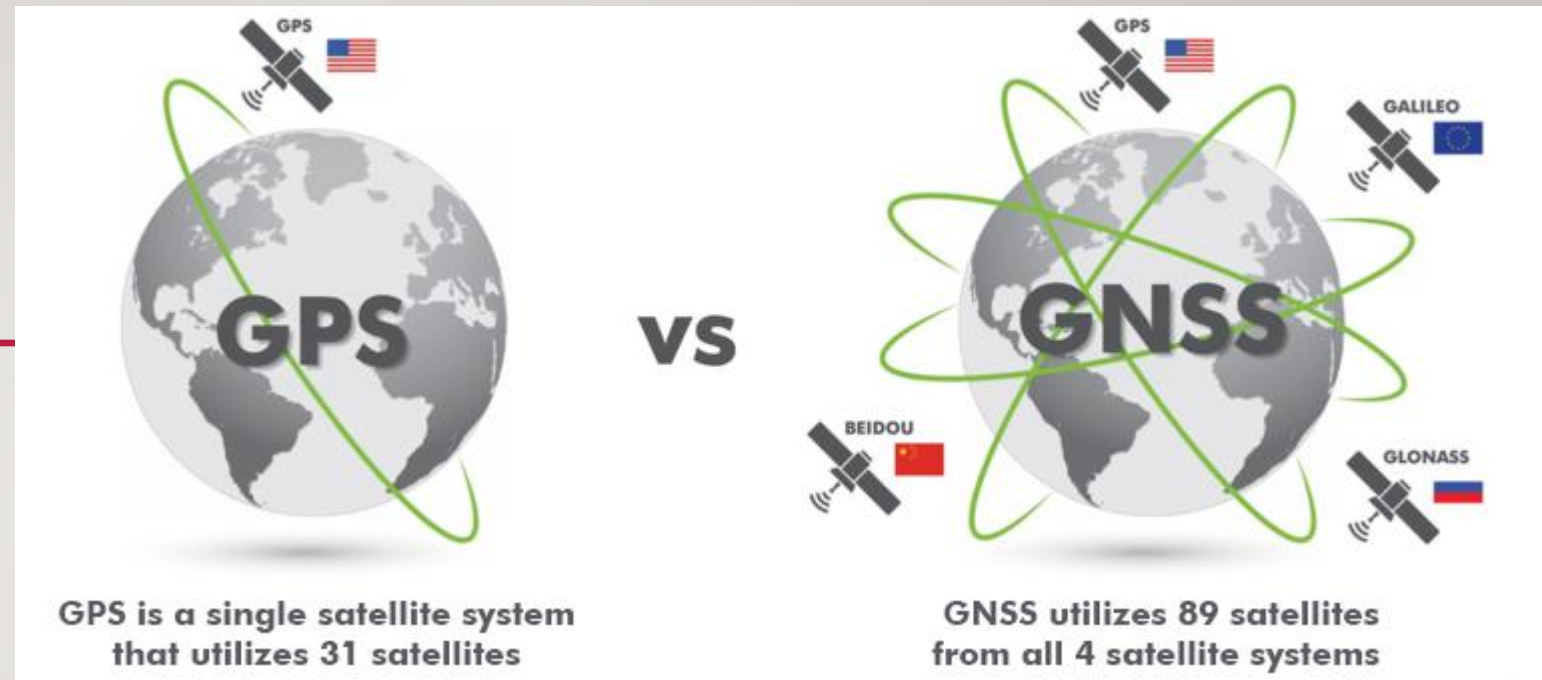 GPS
GPS
GPS is a single satellite system
that utilizes 31 satellites
vs
GPS
GALILEO
GNSS
BEIDOU
GLONASS
GNSS utilizes 89 satellites
from all 4 satellite systems